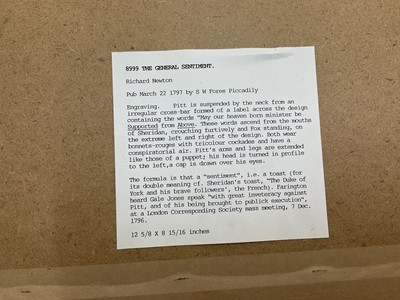 8999 THE GENERAL SENTIMENT.
Richard Newton
Pub March 22 1797 by S W Fores Piccadily
Engraving. Pitt is suspended by the neck from an
irregular cross-bar formed of a label across the design
containing the words "May our heaven born minister be
Supported from Above. These words ascend from the mouths
of Sheridan, crouching furtively and Fox standing, on
the extreme left and right of the design. Both wear
bonnets-rouges with tricolour cockades and have a
conspiratorial air. Pitt's arms and legs are extended
like those of a puppet; his head is turned in profile
to the left,a cap is drawn over his eyes.
The formula is that a "sentiment", i.e. a toast (for
its double meaning cf. Sheridan's toast, "The Duke of
York and his brave followers', the French). Farington
heard Gale Jones speak "with great inveteracy against
Pitt, and of his being brought to publick execution",
at a London Corresponding Society mass meeting, 7 Dec.
1796.
12 5/8 X 8 15/16 inches